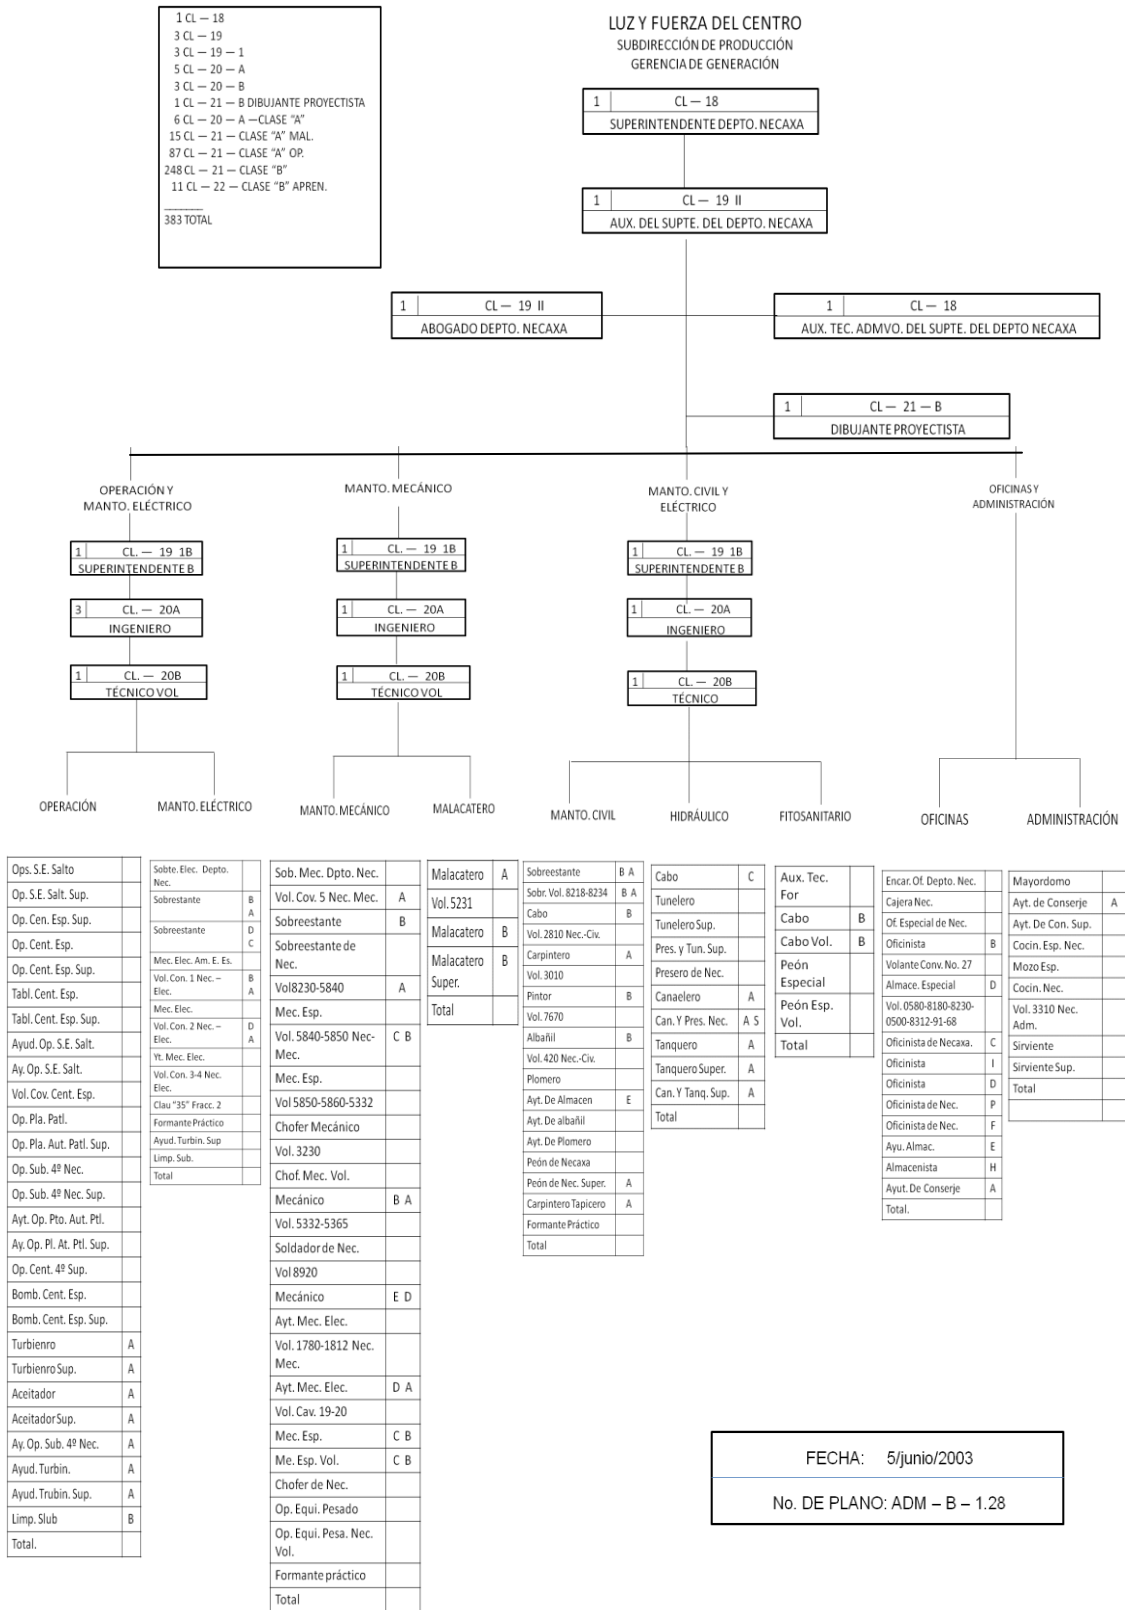 1 CL — 18
3 CL — 19
3 CL — 19 — 1
5 CL — 20 — A
3 CL — 20 — B
1 CL — 21 — B DIBUJANTE PROYECTISTA
6 CL — 20 — A —CLASE "A"
15 CL — 21 — CLASE "A" MAL.
87 CL — 21 — CLASE "A" OP.
248 CL — 21 — CLASE "B"
11 CL — 22 — CLASE "B" APREN.
383 TOTAL
LUZ Y FUERZA DEL CENTRO
SUBDIRECCIÓN DE PRODUCCIÓN
GERENCIA DE GENERACIÓN
1 CL — 18
SUPERINTENDENTE DEPTO. NECAXA
1 CL — 19 II
AUX. DEL SUPTE. DEL DEPTO. NECAXA
1 CL — 19 II
ABOGADO DEPTO. NECAXA
1 CL — 18
AUX. TEC. ADMVO. DEL SUPTE. DEL DEPTO NECAXA
1 CL — 21 — B
DIBUJANTE PROYECTISTA
OPERACIÓN Y
MANTO. ELÉCTRICO
1 CL. — 19 1B
SUPERINTENDENTE B
3 CL. — 20A
INGENIERO
1 CL. — 20B
TÉCNICO VOL
MANTO. MECÁNICO
1 CL. — 19 1B
SUPERINTENDENTE B
1 CL. — 20A
INGENIERO
1 CL. — 20B
TÉCNICO VOL
MANTO. CIVIL Y
ELÉCTRICO
1 CL. — 19 1B
SUPERINTENDENTE B
1 CL. — 20A
INGENIERO
1 CL. — 20B
TÉCNICO
OFICINAS Y
ADMINISTRACIÓN
OPERACIÓN
MANTO. ELÉCTRICO
MANTO. MECÁNICO
MALACATERO
MANTO. CIVIL
HIDRÁULICO
FITOSANITARIO
OFICINAS
ADMINISTRACIÓN
Ops. S.E. Salto
Op. S.E. Salt. Sup.
Op. Cen. Esp. Sup.
Op. Cent. Esp.
Op. Cent. Esp. Sup.
Tabl. Cent. Esp.
Tabl. Cent. Esp. Sup.
Ayud. Op. S.E. Salt.
Ay. Op. S.E. Salt.
Vol. Cov. Cent. Esp.
Op. Pla. Patl.
Op. Pla. Aut. Patl. Sup.
Op. Sub. 4º Nec.
Op. Sub. 4º Nec. Sup.
Ayt. Op. Pto. Aut. Ptl.
Ay. Op. Pl. At. Ptl. Sup.
Op. Cent. 4º Sup.
Bomb. Cent. Esp.
Bomb. Cent. Esp. Sup.
Turbienro A
Turbienro Sup. A
Aceitador A
Aceitador Sup. A
Ay. Op. Sub. 4º Nec. A
Ayud. Turbin. A
Ayud. Trubin. Sup. A
Limp. Slub B
Total.
Sobte. Elec. Depto.
Nec.
Sobrestante B
A
Sobreestante D
C
Mec. Elec. Am. E. Es.
Vol. Con. 1 Nec. – B
Elec. A
Mec. Elec.
Vol. Con. 2 Nec. – D
Elec. A
Yt. Mec. Elec.
Vol. Con. 3-4 Nec.
Elec.
Clau "35" Fracc. 2
Formante Práctico
Ayud. Turbin. Sup
Limp. Sub.
Total
Sob. Mec. Dpto. Nec.
Vol. Cov. 5 Nec. Mec. A
Sobreestante B
Sobreestante de
Nec.
Vol8230-5840 A
Mec. Esp.
Vol. 5840-5850 Nec- C B
Mec.
Mec. Esp.
Vol 5850-5860-5332
Chofer Mecánico
Vol. 3230
Chof. Mec. Vol.
Mecánico B A
Vol. 5332-5365
Soldador de Nec.
Vol 8920
Mecánico E D
Ayt. Mec. Elec.
Vol. 1780-1812 Nec.
Mec.
Ayt. Mec. Elec. D A
Vol. Cav. 19-20
Mec. Esp. C B
Me. Esp. Vol. C B
Chofer de Nec.
Op. Equi. Pesado
Op. Equi. Pesa. Nec.
Vol.
Formante práctico
Total
Malacatero A
Vol. 5231
Malacatero B
Malacatero B
Super.
Total
Sobreestante B A
Sobr. Vol. 8218-8234 B A
Cabo B
Vol. 2810 Nec.-Civ.
Carpintero A
Vol. 3010
Pintor B
Vol. 7670
Albañil B
Vol. 420 Nec.-Civ.
Plomero
Ayt. De Almacen E
Ayt. De albañil
Ayt. De Plomero
Peón de Necaxa
Peón de Nec. Super. A
Carpintero Tapicero A
Formante Práctico
Total
Cabo C
Tunelero
Tunelero Sup.
Pres. y Tun. Sup.
Presero de Nec.
Canaelero A
Can. Y Pres. Nec. A S
Tanquero A
Tanquero Super. A
Can. Y Tanq. Sup. A
Total
Aux. Tec.
For
Cabo B
Cabo Vol. B
Peón
Especial
Peón Esp.
Vol.
Total
Encar. Of. Depto. Nec.
Cajera Nec.
Of. Especial de Nec.
Oficinista B
Volante Conv. No. 27
Almace. Especial D
Vol. 0580-8180-8230-
0500-8312-91-68
Oficinista de Necaxa. C
Oficinista I
Oficinista D
Oficinista de Nec. P
Oficinista de Nec. F
Ayu. Almac. E
Almacenista H
Ayut. De Conserje A
Total.
Mayordomo
Ayt. de Conserje A
Ayt. De Con. Sup.
Cocin. Esp. Nec.
Mozo Esp.
Cocin. Nec.
Vol. 3310 Nec.
Adm.
Sirviente
Sirviente Sup.
Total
FECHA: 5/junio/2003
No. DE PLANO: ADM – B – 1.28